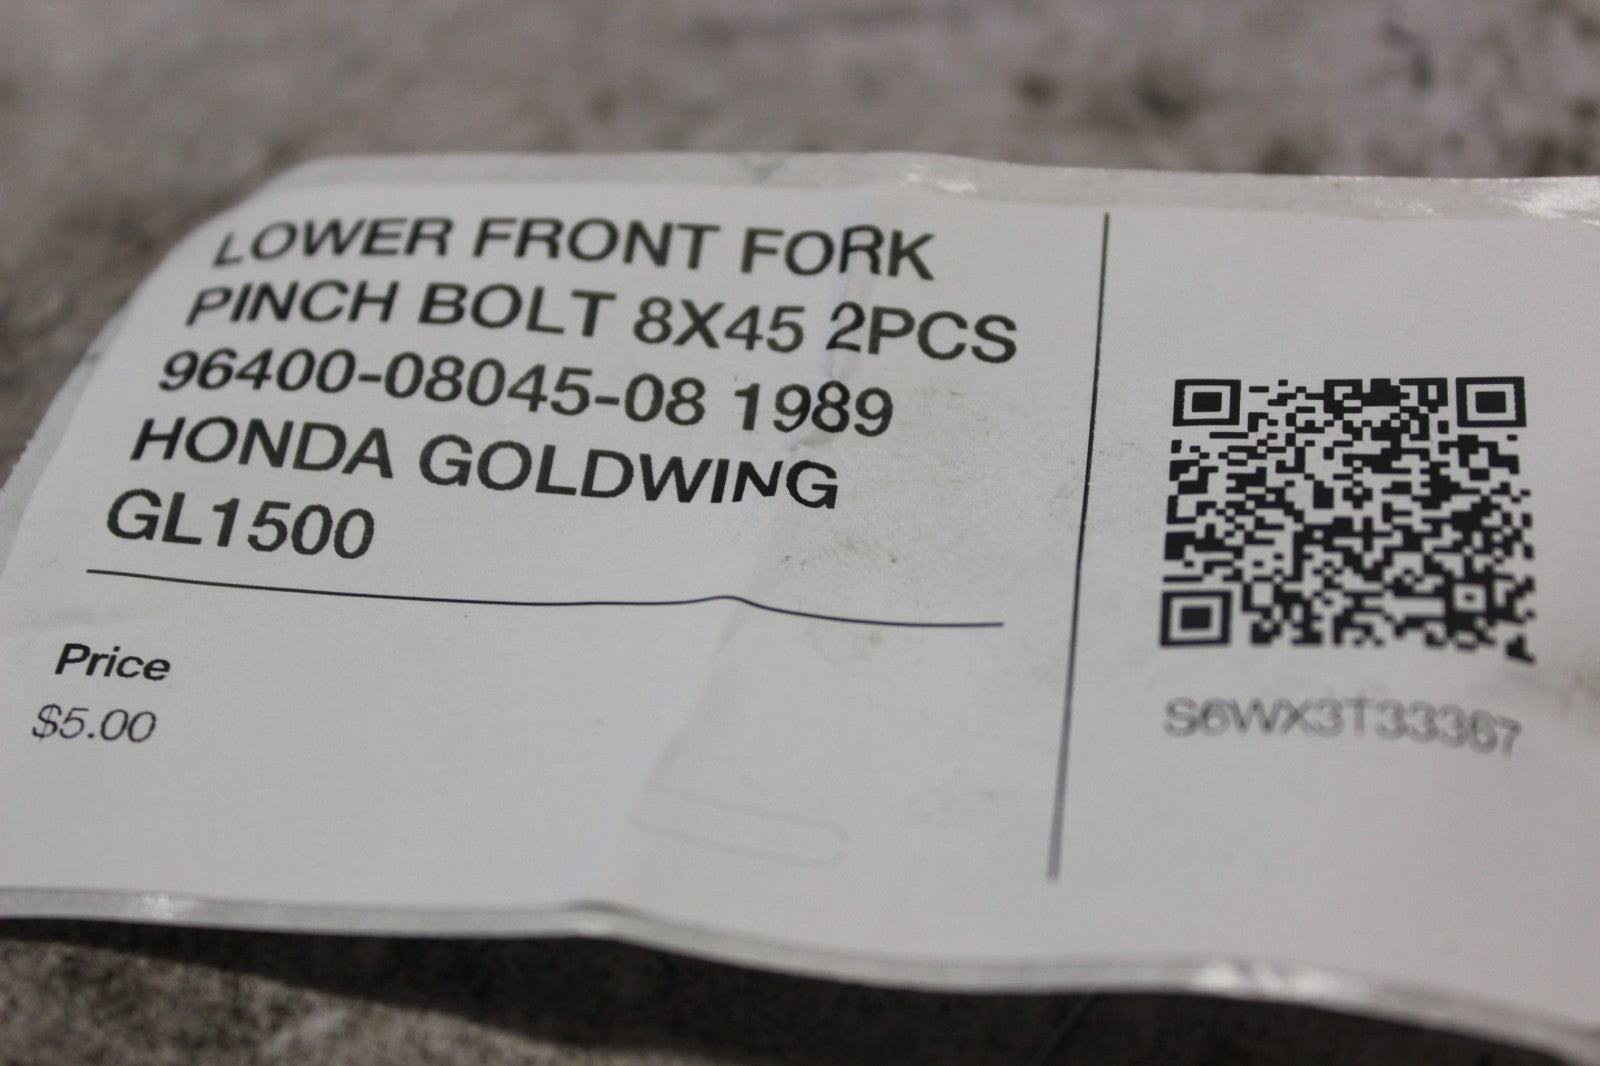 LOWER FRONT FORK
PINCH BOLT 8X45 2PCS
96400-08045-08 1989
HONDA GOLDWING
GL1500
Price
$5.00
S6WX3T33367